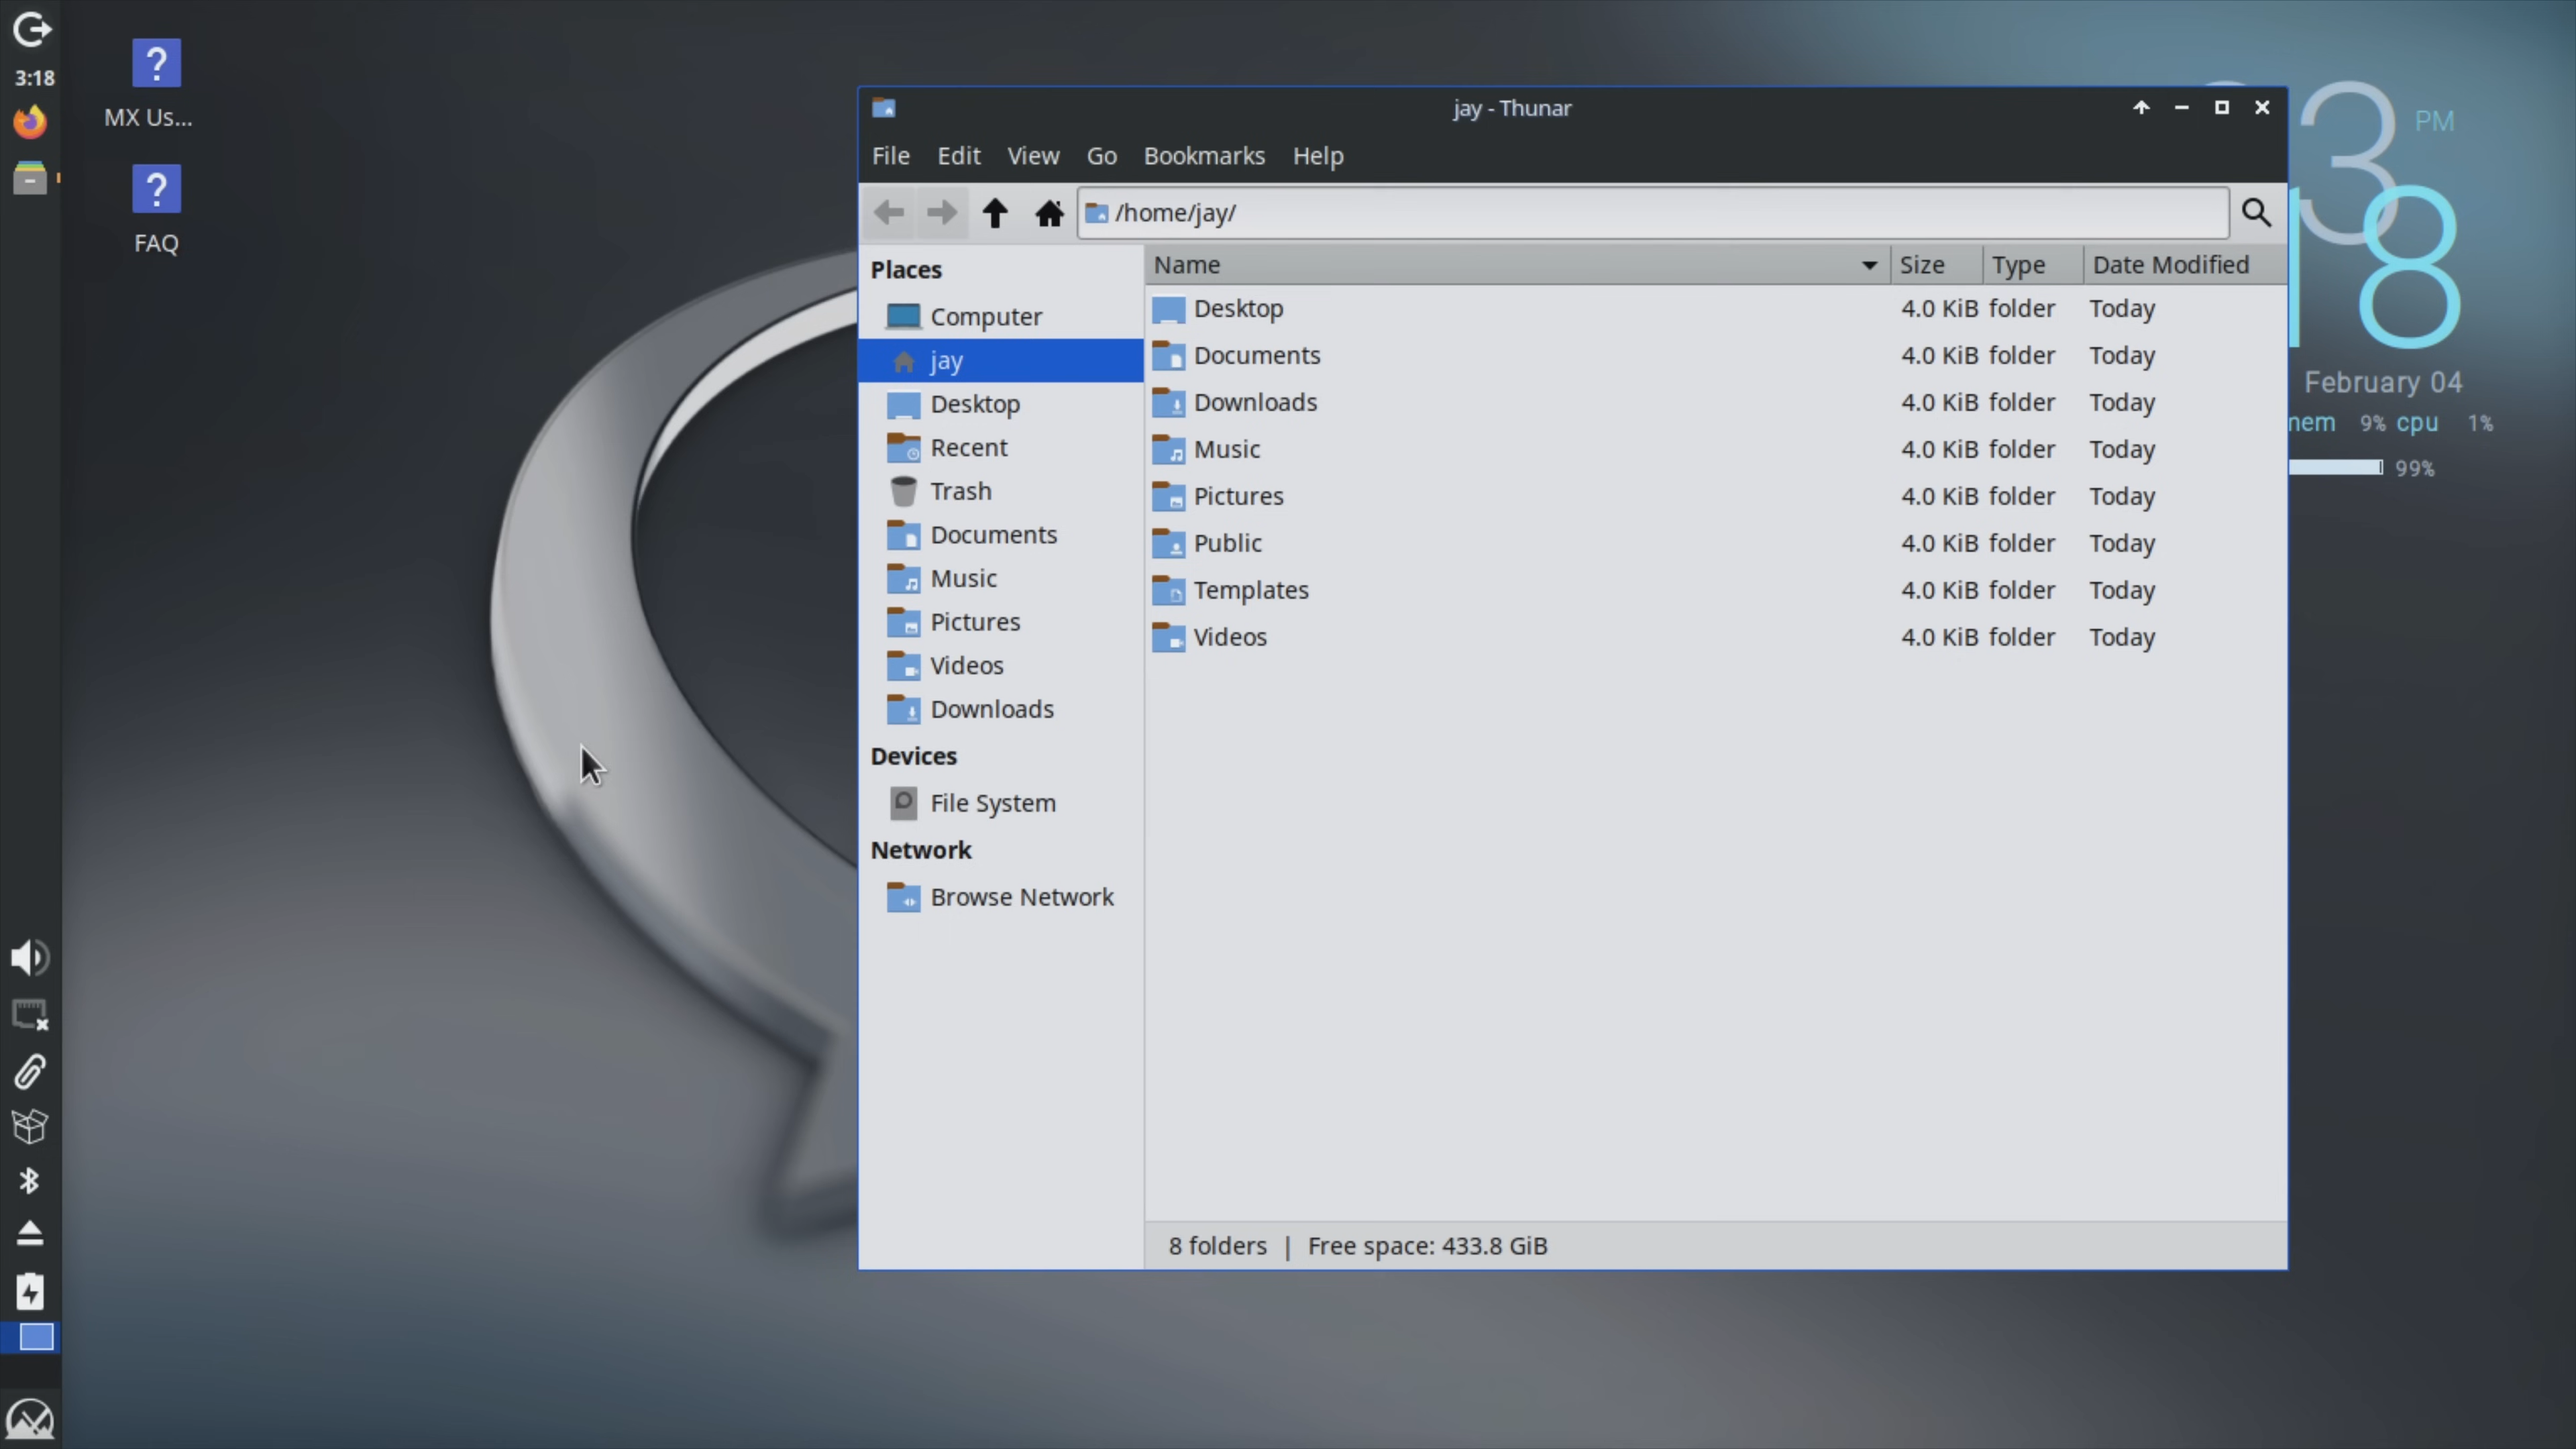 3:18
MX Us...
FAQ
jay - Thunar
File Edit View Go Bookmarks Help
/home/jay/
Places
Computer
jay
Desktop
Recent
Trash
Documents
Music
Pictures
Videos
Downloads
Devices
File System
Network
Browse Network
Name Size Type Date Modified
Desktop 4.0 KiB folder Today
Documents 4.0 KiB folder Today
Downloads 4.0 KiB folder Today
Music 4.0 KiB folder Today
Pictures 4.0 KiB folder Today
Public 4.0 KiB folder Today
Templates 4.0 KiB folder Today
Videos 4.0 KiB folder Today
8 folders | Free space: 433.8 GiB
3 PM
18
February 04
9% cpu 1%
99%